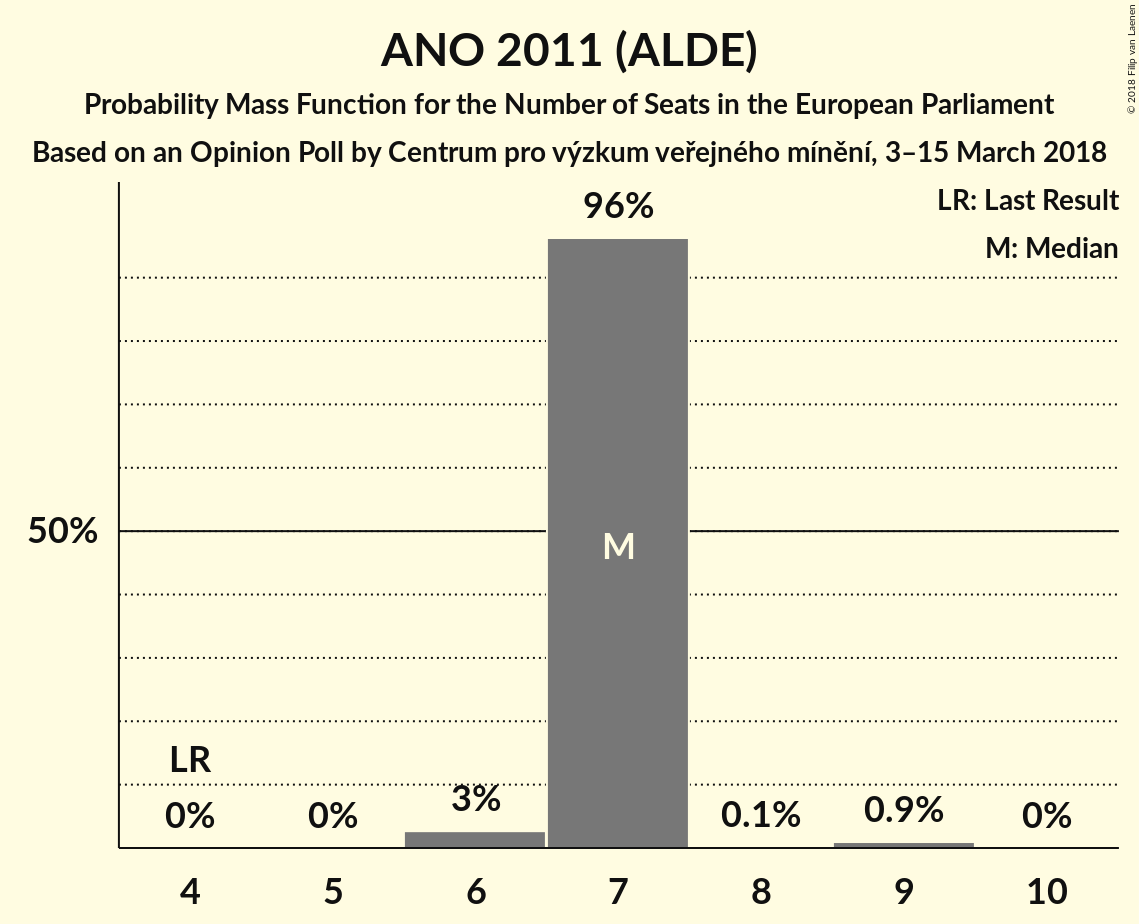 ANO 2011 (ALDE)
Probability Mass Function for the Number of Seats in the European Parliament
Based on an Opinion Poll by Centrum pro výzkum veřejného mínění, 3–15 March 2018
© 2018 Filip van Laenen
LR: Last Result
M: Median
96%
50%
M
LR
0%
0%
3%
0.1%
0.9%
0%
4
5
6
7
8
9
10